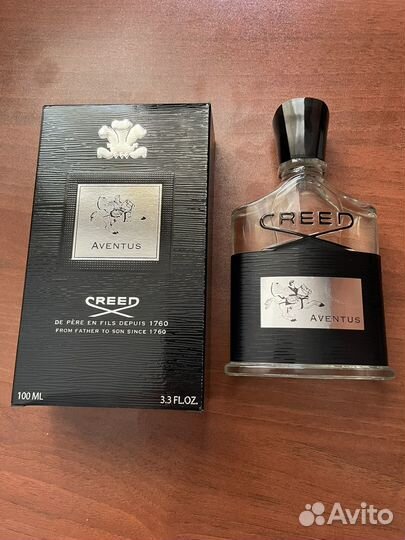 AVENTUS
CREED
DE PÈRE EN FILS DEPUIS 1760
FROM FATHER TO SON SINCE 1760
100 ML
3.3 FL.OZ.
CREED
AVENTUS
Avito